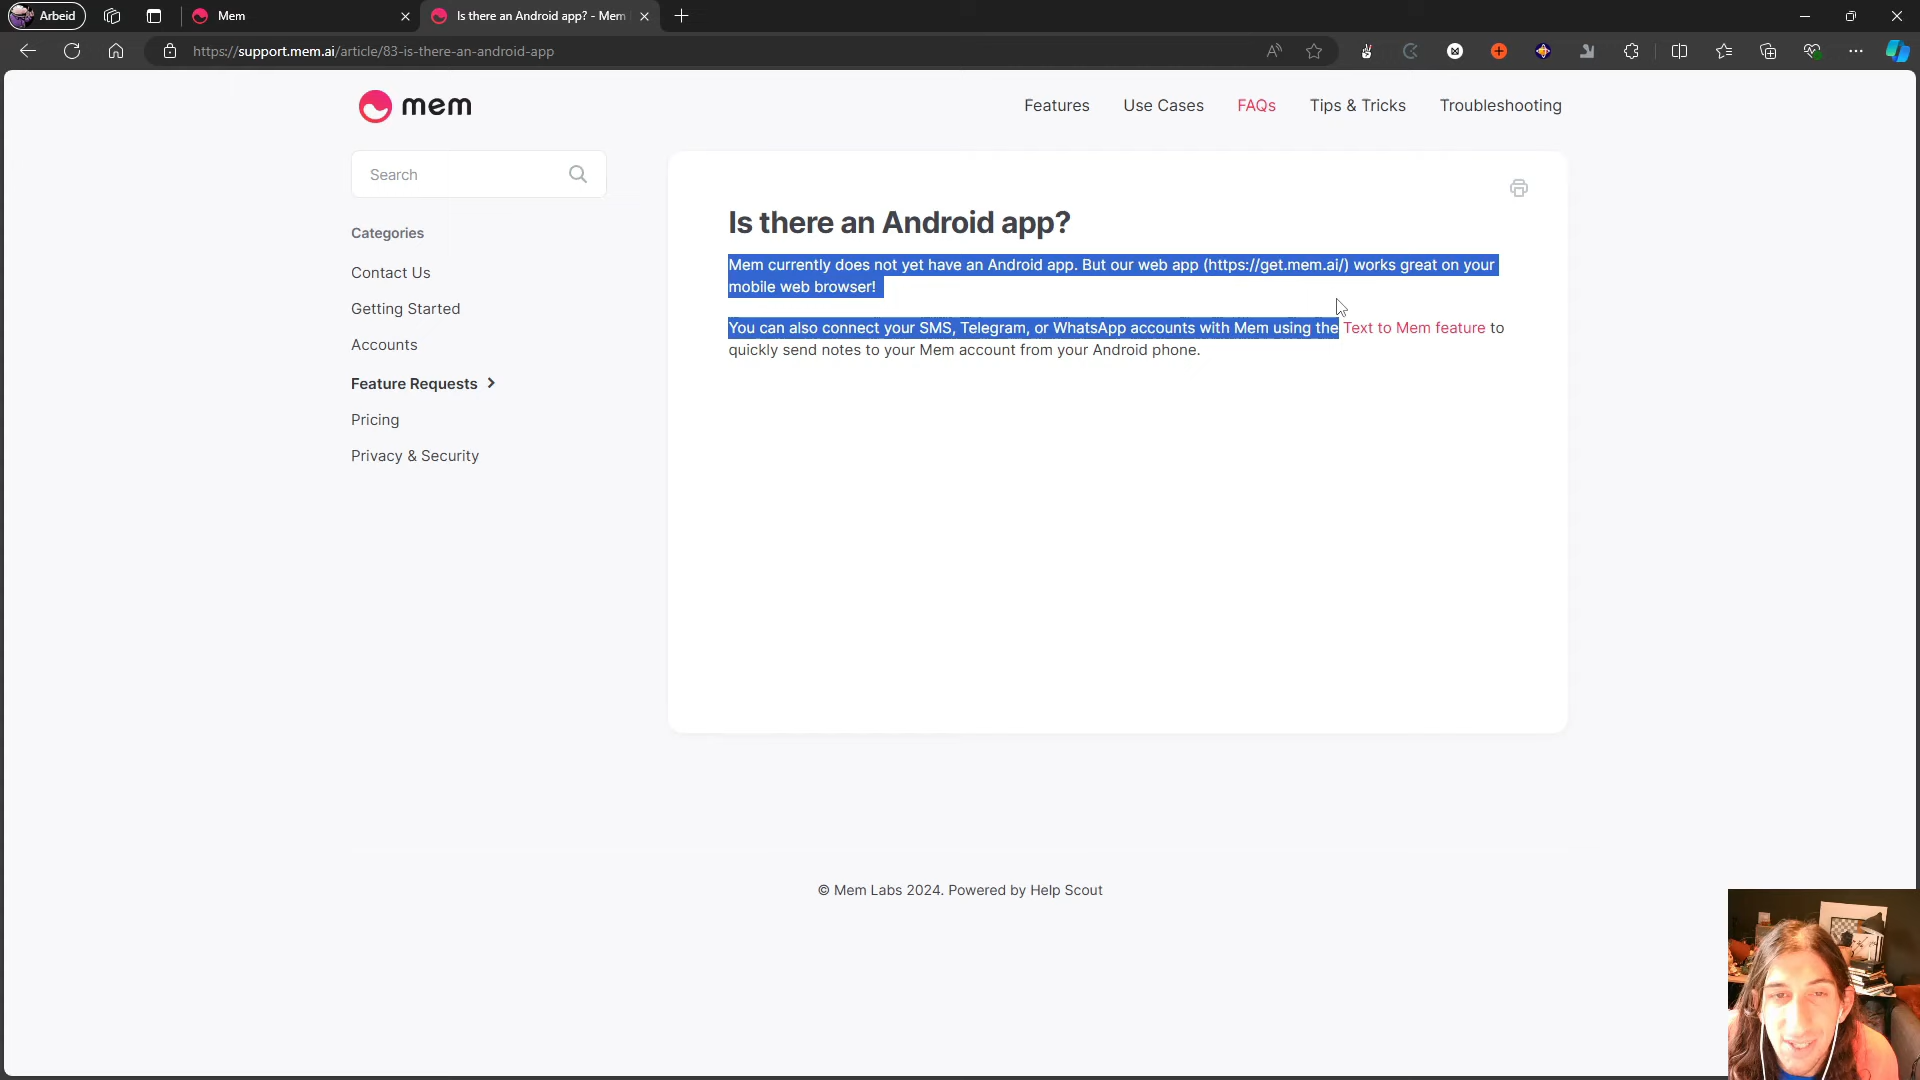 Arbeid
Mem
Is there an Android app? - Mem
https://support.mem.ai/article/83-is-there-an-android-app
mem
Features
Use Cases
FAQs
Tips & Tricks
Troubleshooting
Search
Categories
Contact Us
Getting Started
Accounts
Feature Requests
Pricing
Privacy & Security
Is there an Android app?
Mem currently does not yet have an Android app. But our web app (https://get.mem.ai/) works great on your
mobile web browser!
You can also connect your SMS, Telegram, or WhatsApp accounts with Mem using the Text to Mem feature to
quickly send notes to your Mem account from your Android phone.
© Mem Labs 2024. Powered by Help Scout